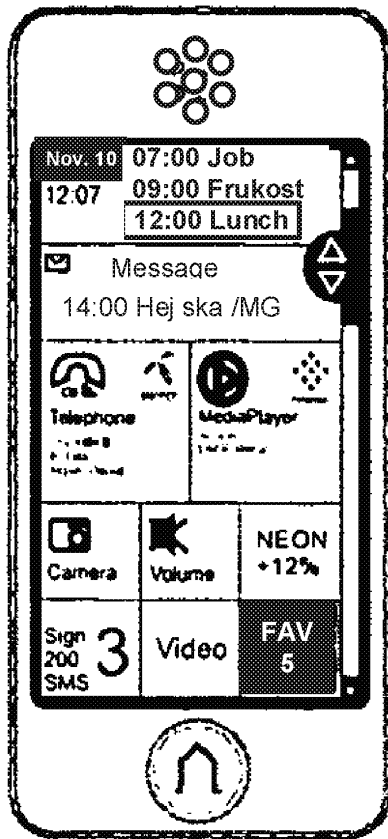 Nov. 10 07:00 Job
12:07 09:00 Frukost
12:00 Lunch
Message
14:00 Hej ska /MG
Telephone MediaPlayer
Camera Volume NEON +12%
Sign 200 SMS 3 Video FAV 5